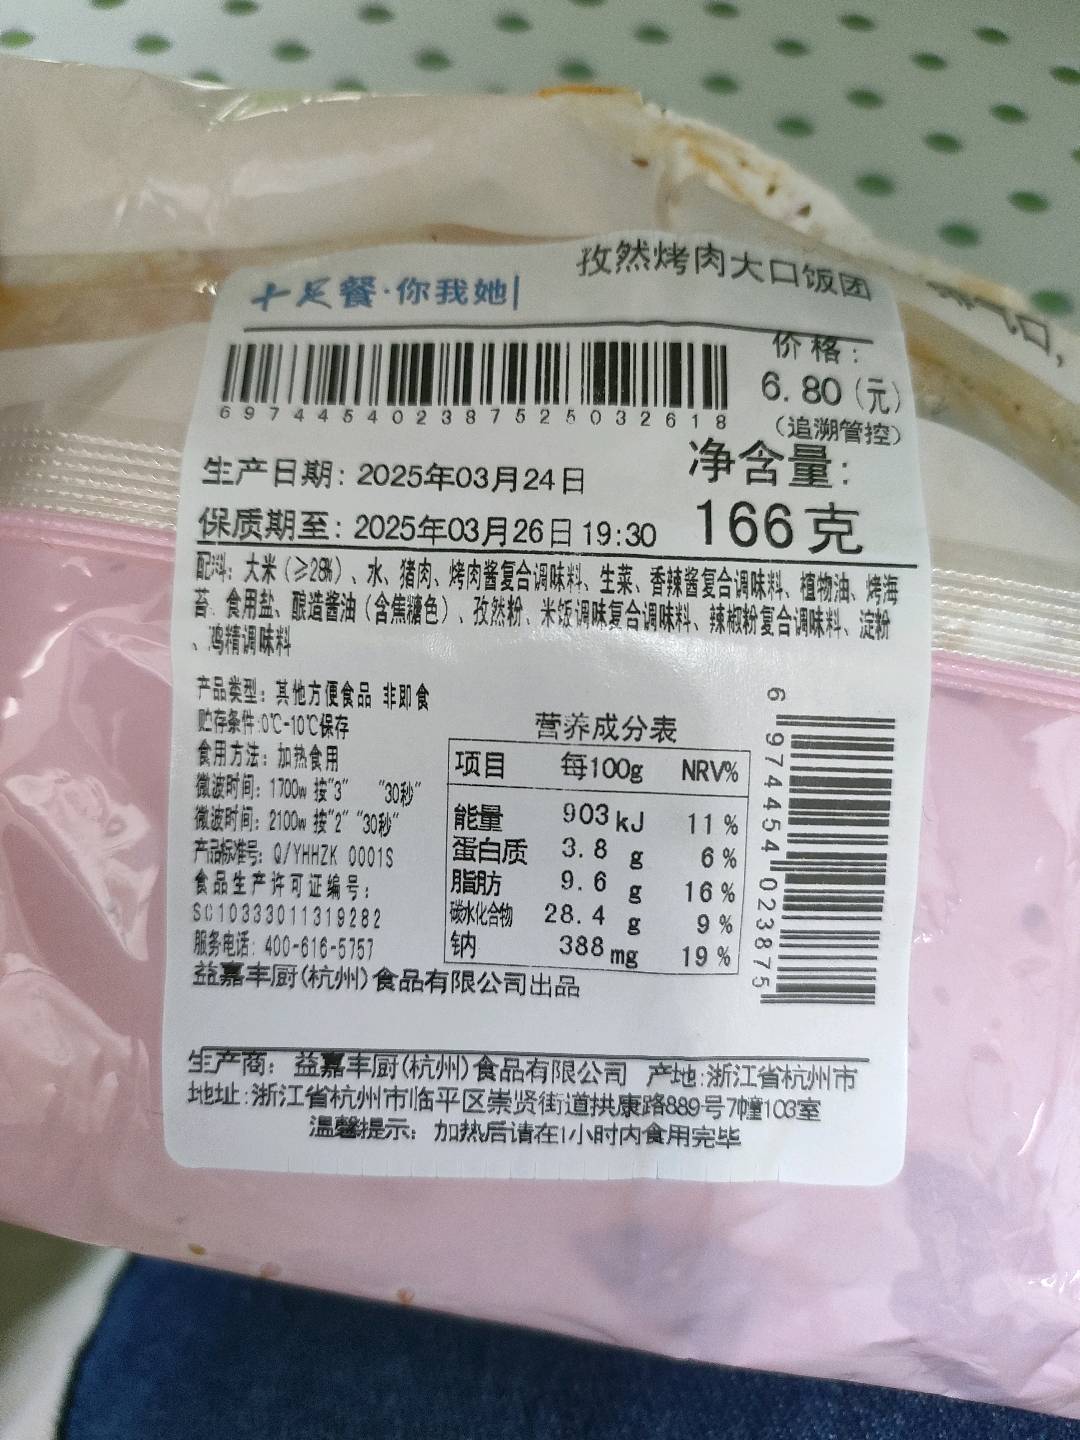 孜然烤肉大口饭团
十足餐·你我她
价格:
6.80(元)
(追溯管控)
697445402387525032618
生产日期: 2025年03月24日
净含量:
166克
保质期至: 2025年03月26日 19:30
配料: 大米(≥28%)、水、猪肉、烤肉酱复合调味料、生菜、香辣酱复合调味料、植物油、烤海
苔、食用盐、酿造酱油(含焦糖色)、孜然粉、米饭调味复合调味料、辣椒粉复合调味料、淀粉
、鸡精调味料
产品类型: 其他方便食品 非即食
贮存条件:0℃-10℃保存
食用方法: 加热食用
微波时间: 1700w 按"3" "30秒"
微波时间: 2100w 按"2" "30秒"
产品标准号: Q/YHHZK 0001S
食品生产许可证编号:
SC10333011319282
服务电话: 400-616-5757
益嘉丰厨(杭州)食品有限公司出品
营养成分表
项目 每100g NRV%
能量 903 kJ 11 %
蛋白质 3.8 g 6 %
脂肪 9.6 g 16 %
碳水化合物 28.4 g 9 %
钠 388 mg 19 %
6974454023875
生产商: 益嘉丰厨(杭州)食品有限公司 产地:浙江省杭州市
地址:浙江省杭州市临平区崇贤街道拱康路889号7幢103室
温馨提示: 加热后请在1小时内食用完毕